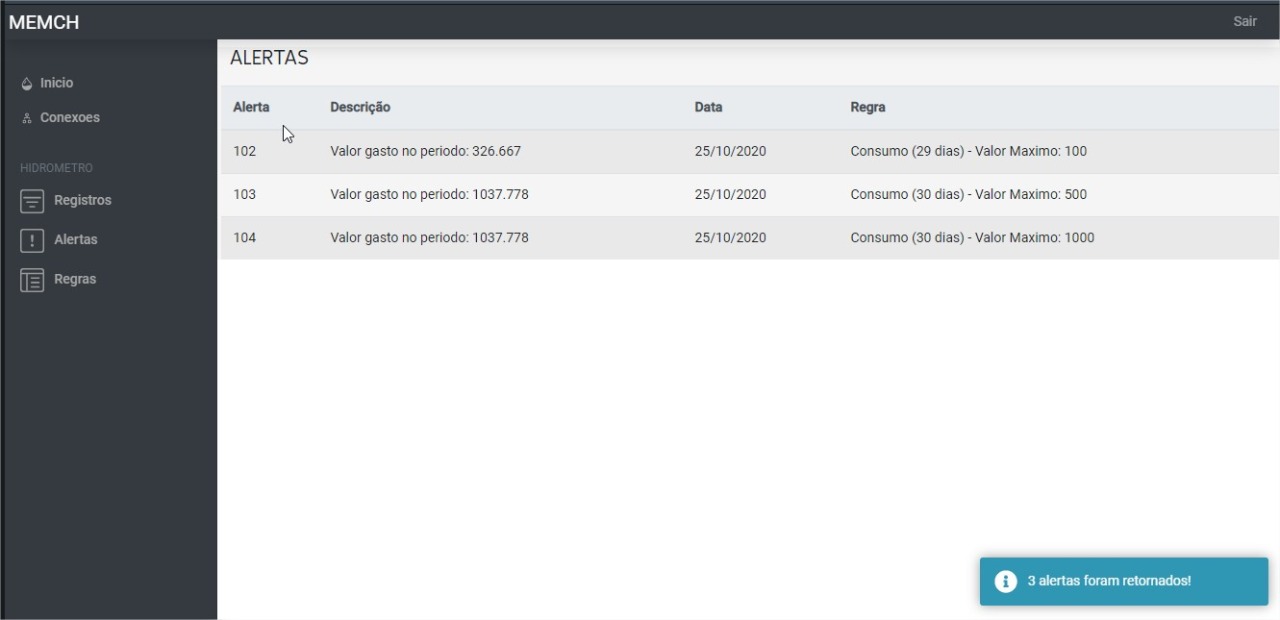 MEMCH
Sair
Inicio
Conexoes
HIDROMETRO
Registros
Alertas
Regras
ALERTAS
Alerta Descrição Data Regra
102 Valor gasto no periodo: 326.667 25/10/2020 Consumo (29 dias) - Valor Maximo: 100
103 Valor gasto no periodo: 1037.778 25/10/2020 Consumo (30 dias) - Valor Maximo: 500
104 Valor gasto no periodo: 1037.778 25/10/2020 Consumo (30 dias) - Valor Maximo: 1000
3 alertas foram retornados!